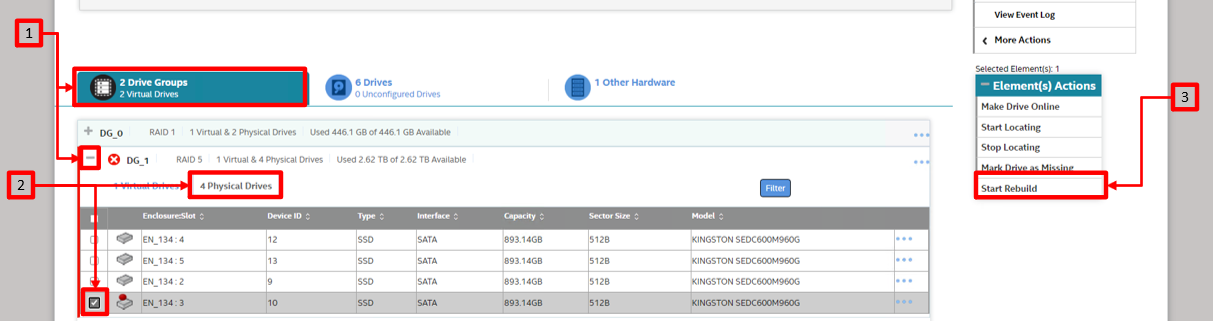 View Event Log
More Actions
1
2 Drive Groups
2 Virtual Drives
6 Drives
0 Unconfigured Drives
1 Other Hardware
Selected Element(s): 1
Element(s) Actions
Make Drive Online
Start Locating
Stop Locating
Mark Drive as Missing
Start Rebuild
3
DG_0 RAID 1 1 Virtual & 2 Physical Drives Used 446.1 GB of 446.1 GB Available
DG_1 RAID 5 1 Virtual & 4 Physical Drives Used 2.62 TB of 2.62 TB Available
2
1 Virtual Drives 4 Physical Drives Filter
Enclosure:Slot Device ID Type Interface Capacity Sector Size Model
EN_134 : 4 12 SSD SATA 893.14GB 512B KINGSTON SEDC600M960G
EN_134 : 5 13 SSD SATA 893.14GB 512B KINGSTON SEDC600M960G
EN_134 : 2 9 SSD SATA 893.14GB 512B KINGSTON SEDC600M960G
EN_134 : 3 10 SSD SATA 893.14GB 512B KINGSTON SEDC600M960G